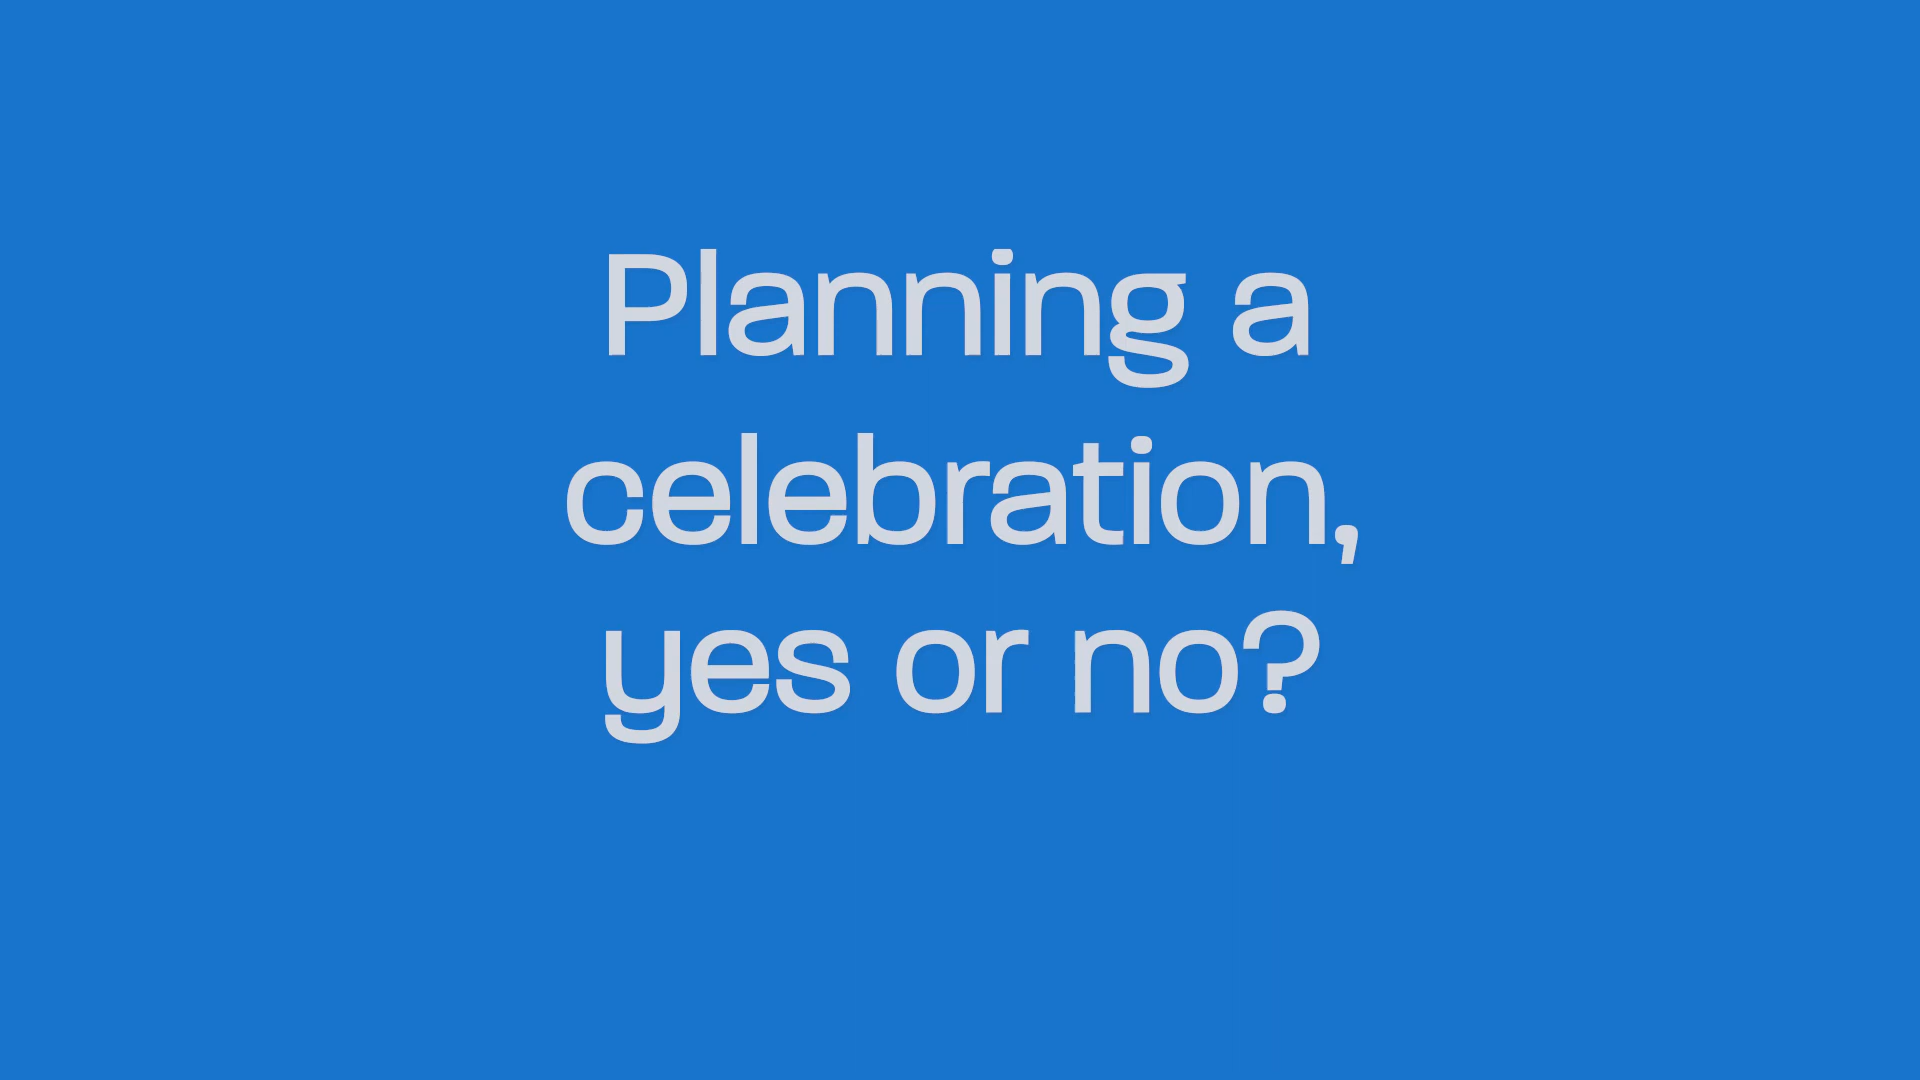 Planning a
celebration,
yes or no?